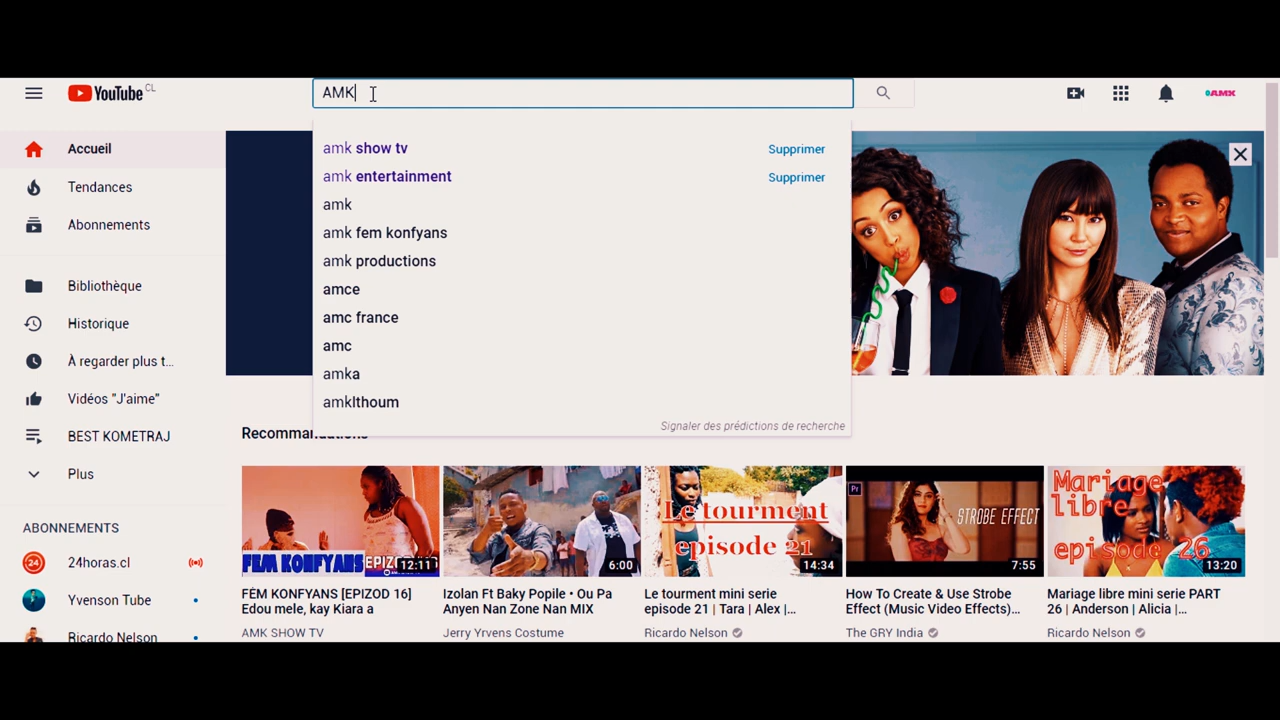 YouTube CL
AMK
AMX
Accueil
Tendances
Abonnements
Bibliothèque
Historique
À regarder plus t...
Vidéos "J'aime"
BEST KOMETRAJ
Plus
ABONNEMENTS
24
24horas.cl
Yvenson Tube
Ricardo Nelson
amk show tv
Supprimer
amk entertainment
Supprimer
amk
amk fem konfyans
amk productions
amce
amc france
amc
amka
amklthoum
Signaler des prédictions de recherche
Recommandations
FEM KONFYANS
EPIZ
12:11
FÈM KONFYANS [EPIZOD 16]
Edou mele, kay Kiara a
AMK SHOW TV
6:00
Izolan Ft Baky Popile • Ou Pa
Anyen Nan Zone Nan MIX
Jerry Yrvens Costume
Le tourment
episode 21
14:34
Le tourment mini serie
episode 21 | Tara | Alex |...
Ricardo Nelson
Pr
STROBE EFFECT
7:55
How To Create & Use Strobe
Effect (Music Video Effects)...
The GRY India
Mariage
libre
episode 26
13:20
Mariage libre mini serie PART
26 | Anderson | Alicia |...
Ricardo Nelson